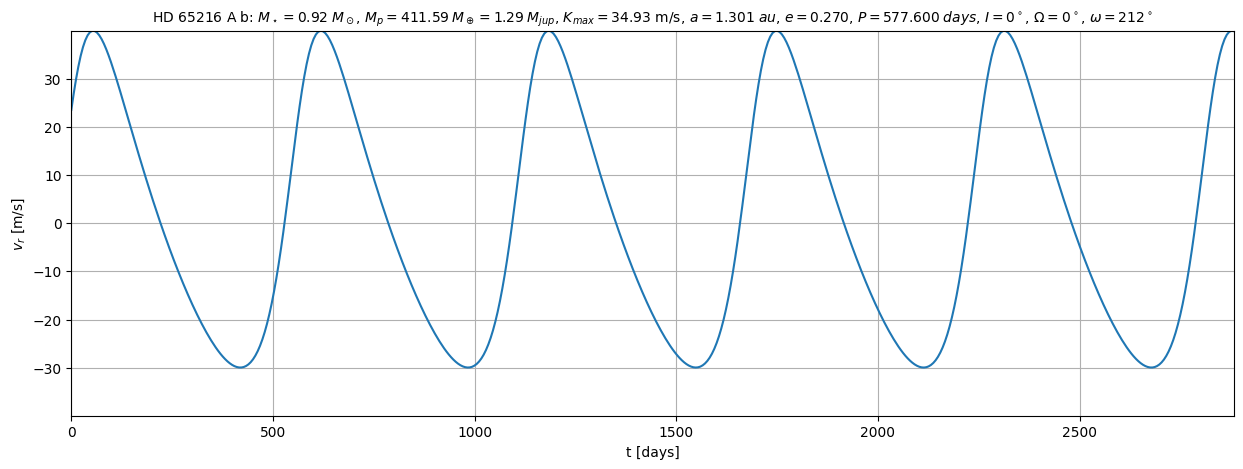 HD 65216 A b: M⋆ = 0.92 M⊙, Mp = 411.59 M⊕ = 1.29 Mjup, Kmax = 34.93 m/s, a = 1.301 au, e = 0.270, P = 577.600 days, I = 0°, Ω = 0°, ω = 212°
30
20
10
0
−10
−20
−30
vr [m/s]
0 500 1000 1500 2000 2500
t [days]